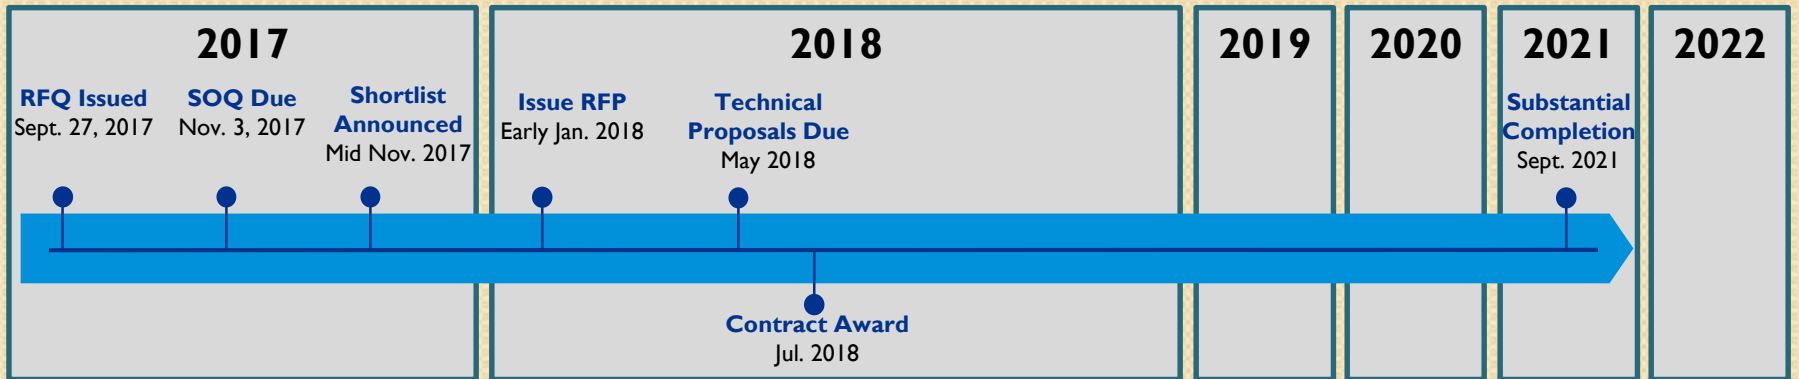 2017
RFQ Issued
Sept. 27, 2017
SOQ Due
Nov. 3, 2017
Shortlist
Announced
Mid Nov. 2017
2018
Issue RFP
Early Jan. 2018
Technical
Proposals Due
May 2018
Contract Award
Jul. 2018
2019
2020
2021
Substantial
Completion
Sept. 2021
2022